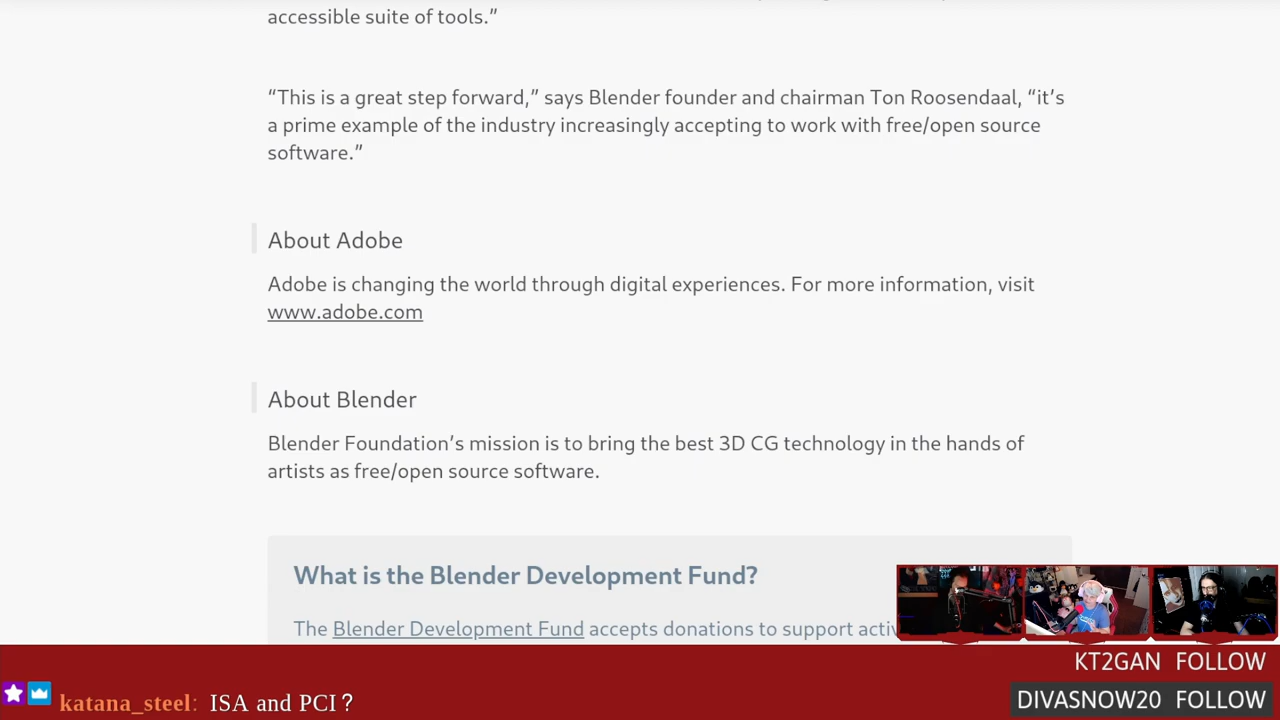 accessible suite of tools.”
“This is a great step forward,” says Blender founder and chairman Ton Roosendaal, “it’s
a prime example of the industry increasingly accepting to work with free/open source
software.”
About Adobe
Adobe is changing the world through digital experiences. For more information, visit
www.adobe.com
About Blender
Blender Foundation’s mission is to bring the best 3D CG technology in the hands of
artists as free/open source software.
What is the Blender Development Fund?
The Blender Development Fund accepts donations to support activ
KT2GAN FOLLOW
DIVASNOW20 FOLLOW
katana_steel: ISA and PCI?